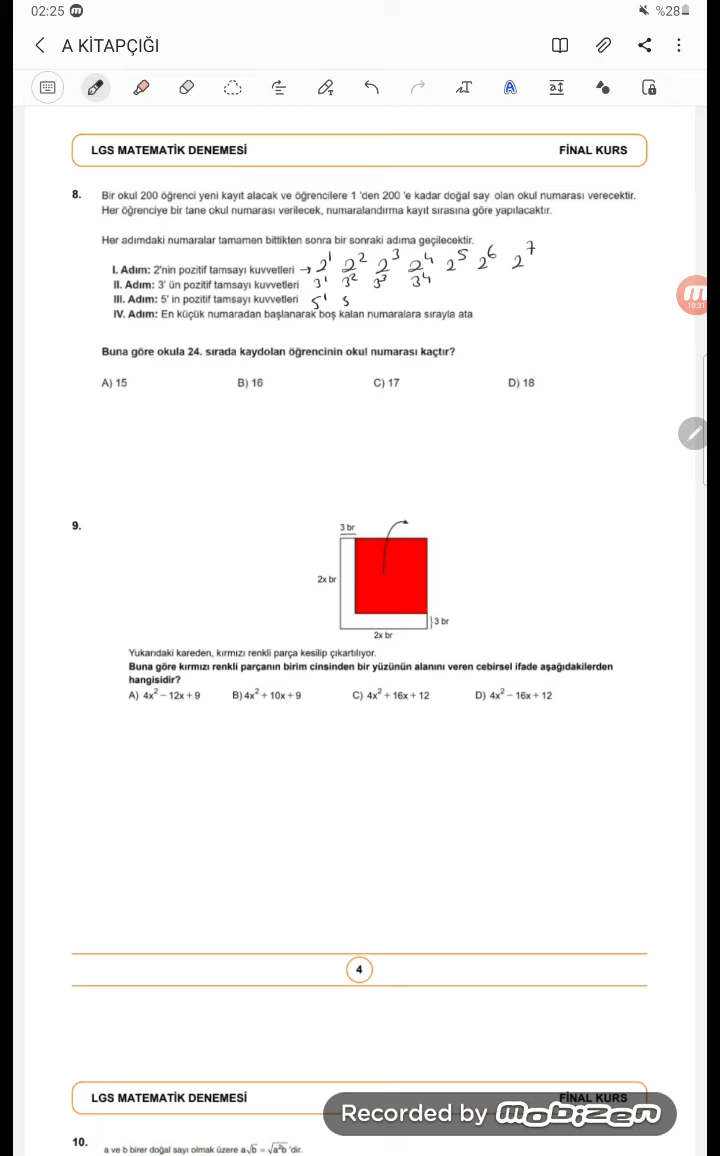 02:25 m %28
A KİTAPÇIĞI
LGS MATEMATİK DENEMESİ FİNAL KURS
8. Bir okul 200 öğrenci yeni kayıt alacak ve öğrencilere 1 'den 200 'e kadar doğal say olan okul numarası verecektir.
Her öğrenciye bir tane okul numarası verilecek, numaralandırma kayıt sırasına göre yapılacaktır.
Her adımdaki numaralar tamamen bittikten sonra bir sonraki adıma geçilecektir.
I. Adım: 2'nin pozitif tamsayı kuvvetleri → 2¹ 2² 2³ 2⁴ 2⁵ 2⁶ 2⁷
II. Adım: 3' ün pozitif tamsayı kuvvetleri 3¹ 3² 3³ 3⁴
III. Adım: 5' in pozitif tamsayı kuvvetleri 5¹ 5
IV. Adım: En küçük numaradan başlanarak boş kalan numaralara sırayla ata
Buna göre okula 24. sırada kaydolan öğrencinin okul numarası kaçtır?
A) 15 B) 16 C) 17 D) 18
m
10:31
9.
3 br
2x br
3 br
2x br
Yukarıdaki kareden, kırmızı renkli parça kesilip çıkartılıyor.
Buna göre kırmızı renkli parçanın birim cinsinden bir yüzünün alanını veren cebirsel ifade aşağıdakilerden
hangisidir?
A) 4x² – 12x + 9 B) 4x² + 10x + 9 C) 4x² + 16x + 12 D) 4x² – 16x + 12
4
LGS MATEMATİK DENEMESİ FİNAL KURS
Recorded by mobizen
10. a ve b birer doğal sayı olmak üzere a√b = √a²b 'dir.